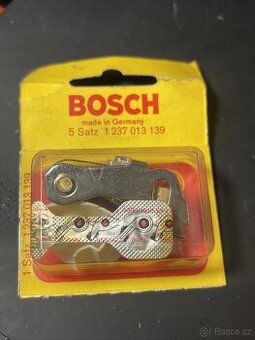 BOSCH
made in Germany
5 Satz 1 237 013 139
1 Satz 1 237 013 139
Bazos.cz